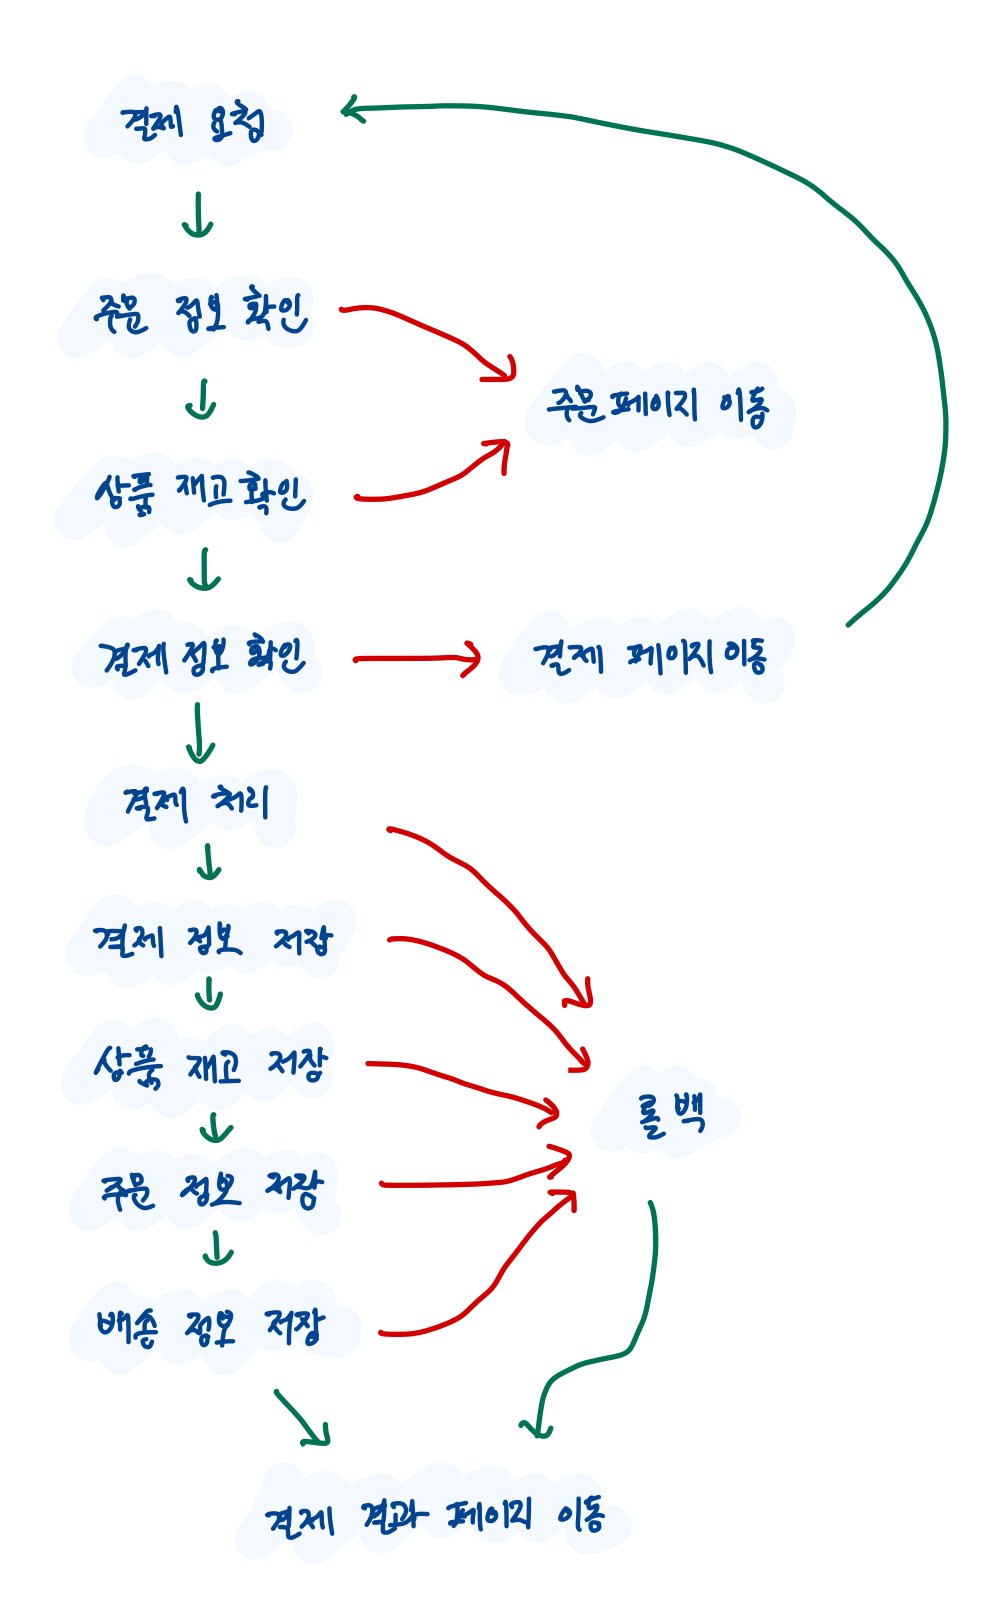 결제 요청
주문 정보 확인
주문 페이지 이동
상품 재고 확인
결제 정보 확인
결제 페이지 이동
결제 처리
결제 정보 저장
상품 재고 저장
롤백
주문 정보 저장
배송 정보 저장
결제 결과 페이지 이동